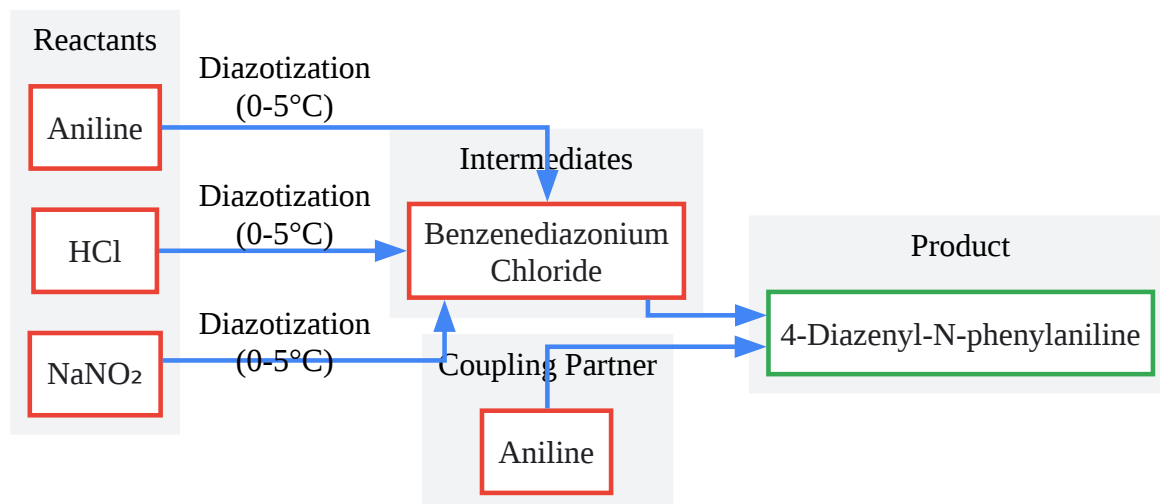 Reactants
Aniline
HCl
NaNO₂
Diazotization
(0-5°C)
Diazotization
(0-5°C)
Diazotization
(0-5°C)
Intermediates
Benzenediazonium
Chloride
Coupling Partner
Aniline
Product
4-Diazenyl-N-phenylaniline